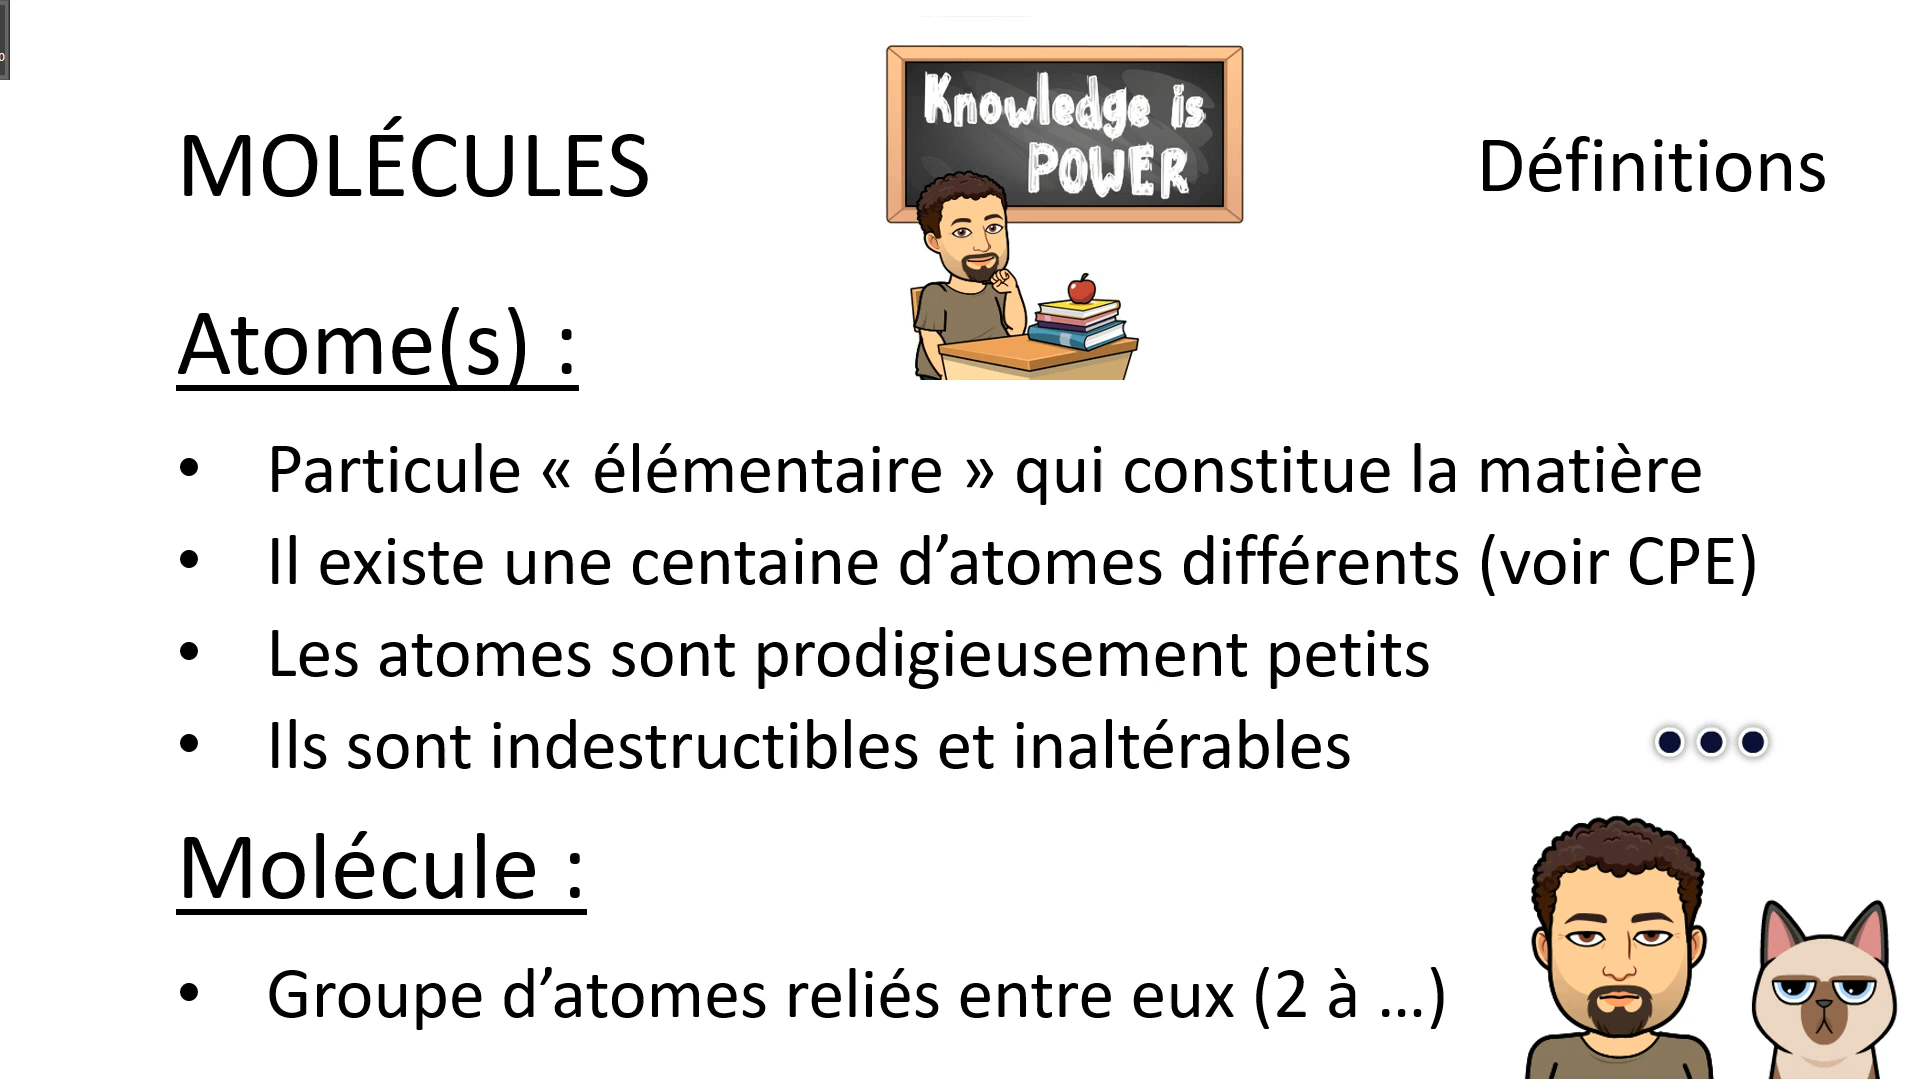 Knowledge is
POWER
MOLÉCULES
Définitions
Atome(s) :
• Particule « élémentaire » qui constitue la matière
• Il existe une centaine d’atomes différents (voir CPE)
• Les atomes sont prodigieusement petits
• Ils sont indestructibles et inaltérables
Molécule :
• Groupe d’atomes reliés entre eux (2 à …)